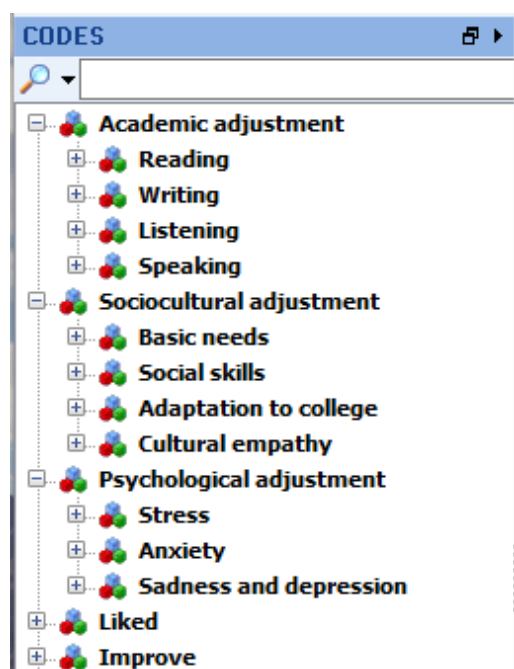 CODES
Academic adjustment
Reading
Writing
Listening
Speaking
Sociocultural adjustment
Basic needs
Social skills
Adaptation to college
Cultural empathy
Psychological adjustment
Stress
Anxiety
Sadness and depression
Liked
Improve